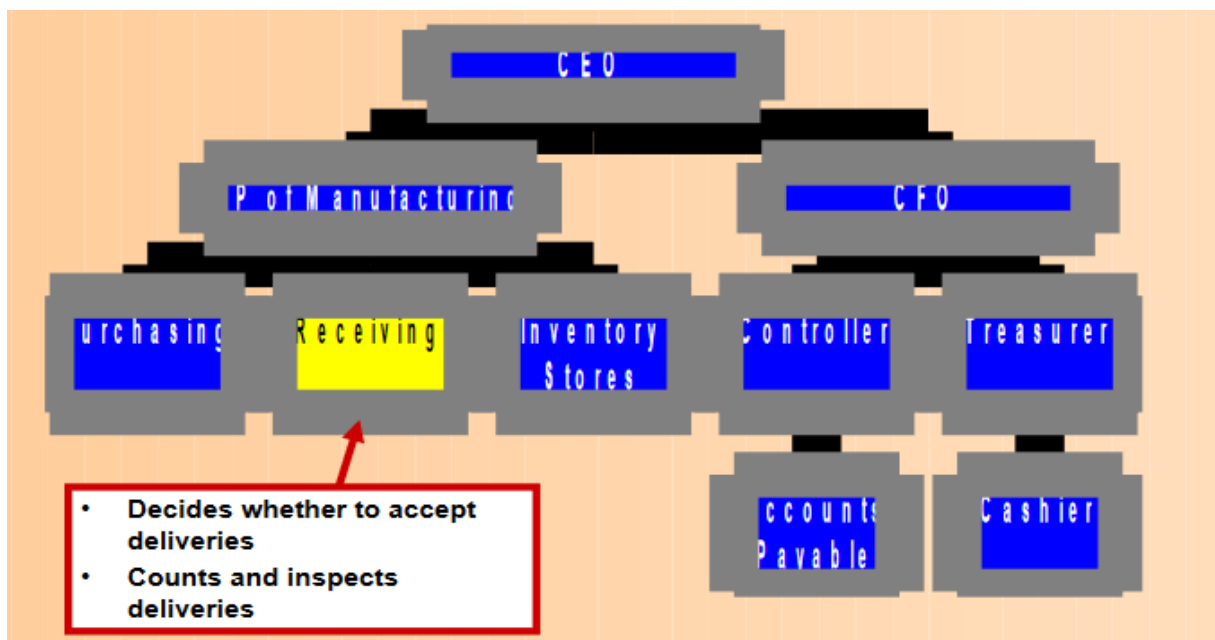 CEO
P of Manufacturing
CFO
urchasing
Receiving
Inventory
Stores
Controller
Treasurer
ccounts
Payable
Cashier
• Decides whether to accept
deliveries
• Counts and inspects
deliveries